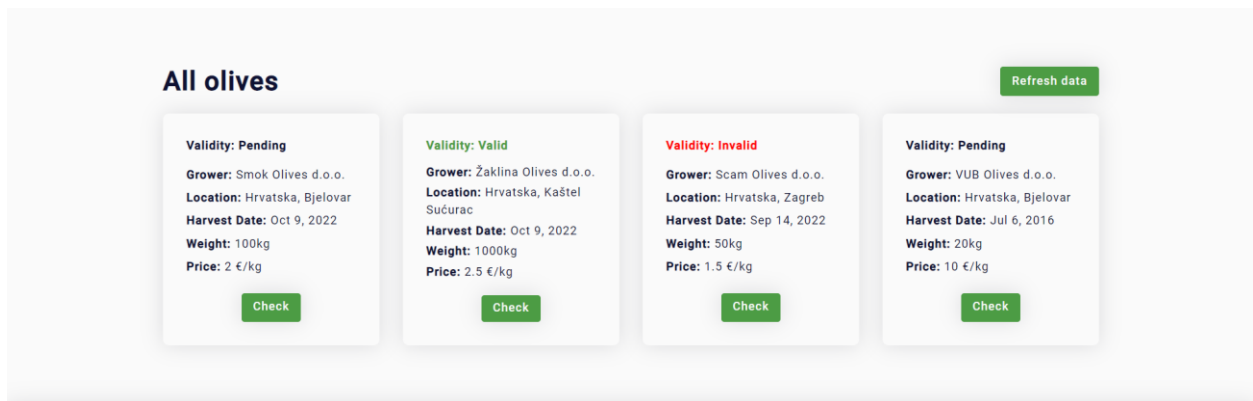 All olives
Refresh data
Validity: Pending
Grower: Smok Olives d.o.o.
Location: Hrvatska, Bjelovar
Harvest Date: Oct 9, 2022
Weight: 100kg
Price: 2 €/kg
Check
Validity: Valid
Grower: Žaklina Olives d.o.o.
Location: Hrvatska, Kaštel
Sućurac
Harvest Date: Oct 9, 2022
Weight: 1000kg
Price: 2.5 €/kg
Check
Validity: Invalid
Grower: Scam Olives d.o.o.
Location: Hrvatska, Zagreb
Harvest Date: Sep 14, 2022
Weight: 50kg
Price: 1.5 €/kg
Check
Validity: Pending
Grower: VUB Olives d.o.o.
Location: Hrvatska, Bjelovar
Harvest Date: Jul 6, 2016
Weight: 20kg
Price: 10 €/kg
Check